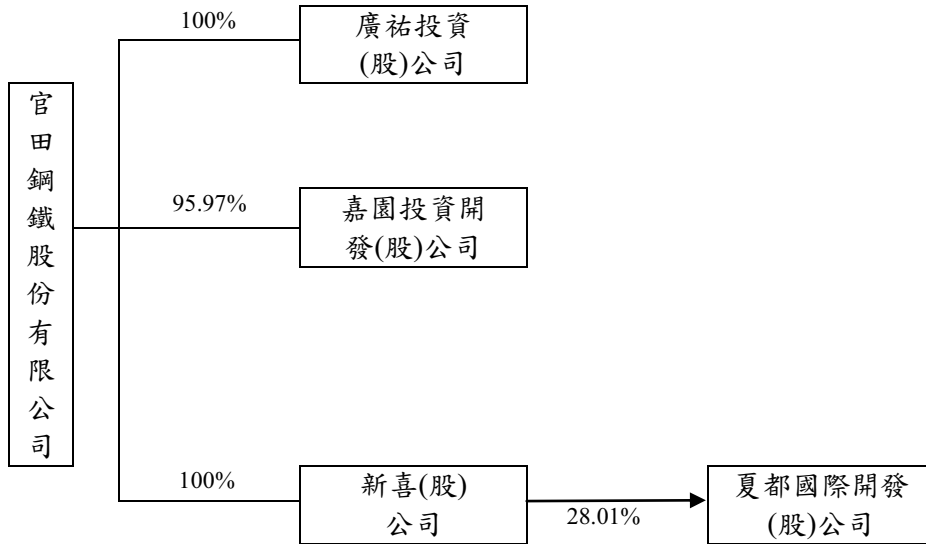 官
田
鋼
鐵
股
份
有
限
公
司
100%
廣祐投資
(股)公司
95.97%
嘉園投資開
發(股)公司
100%
新喜(股)
公司
28.01%
夏都國際開發
(股)公司